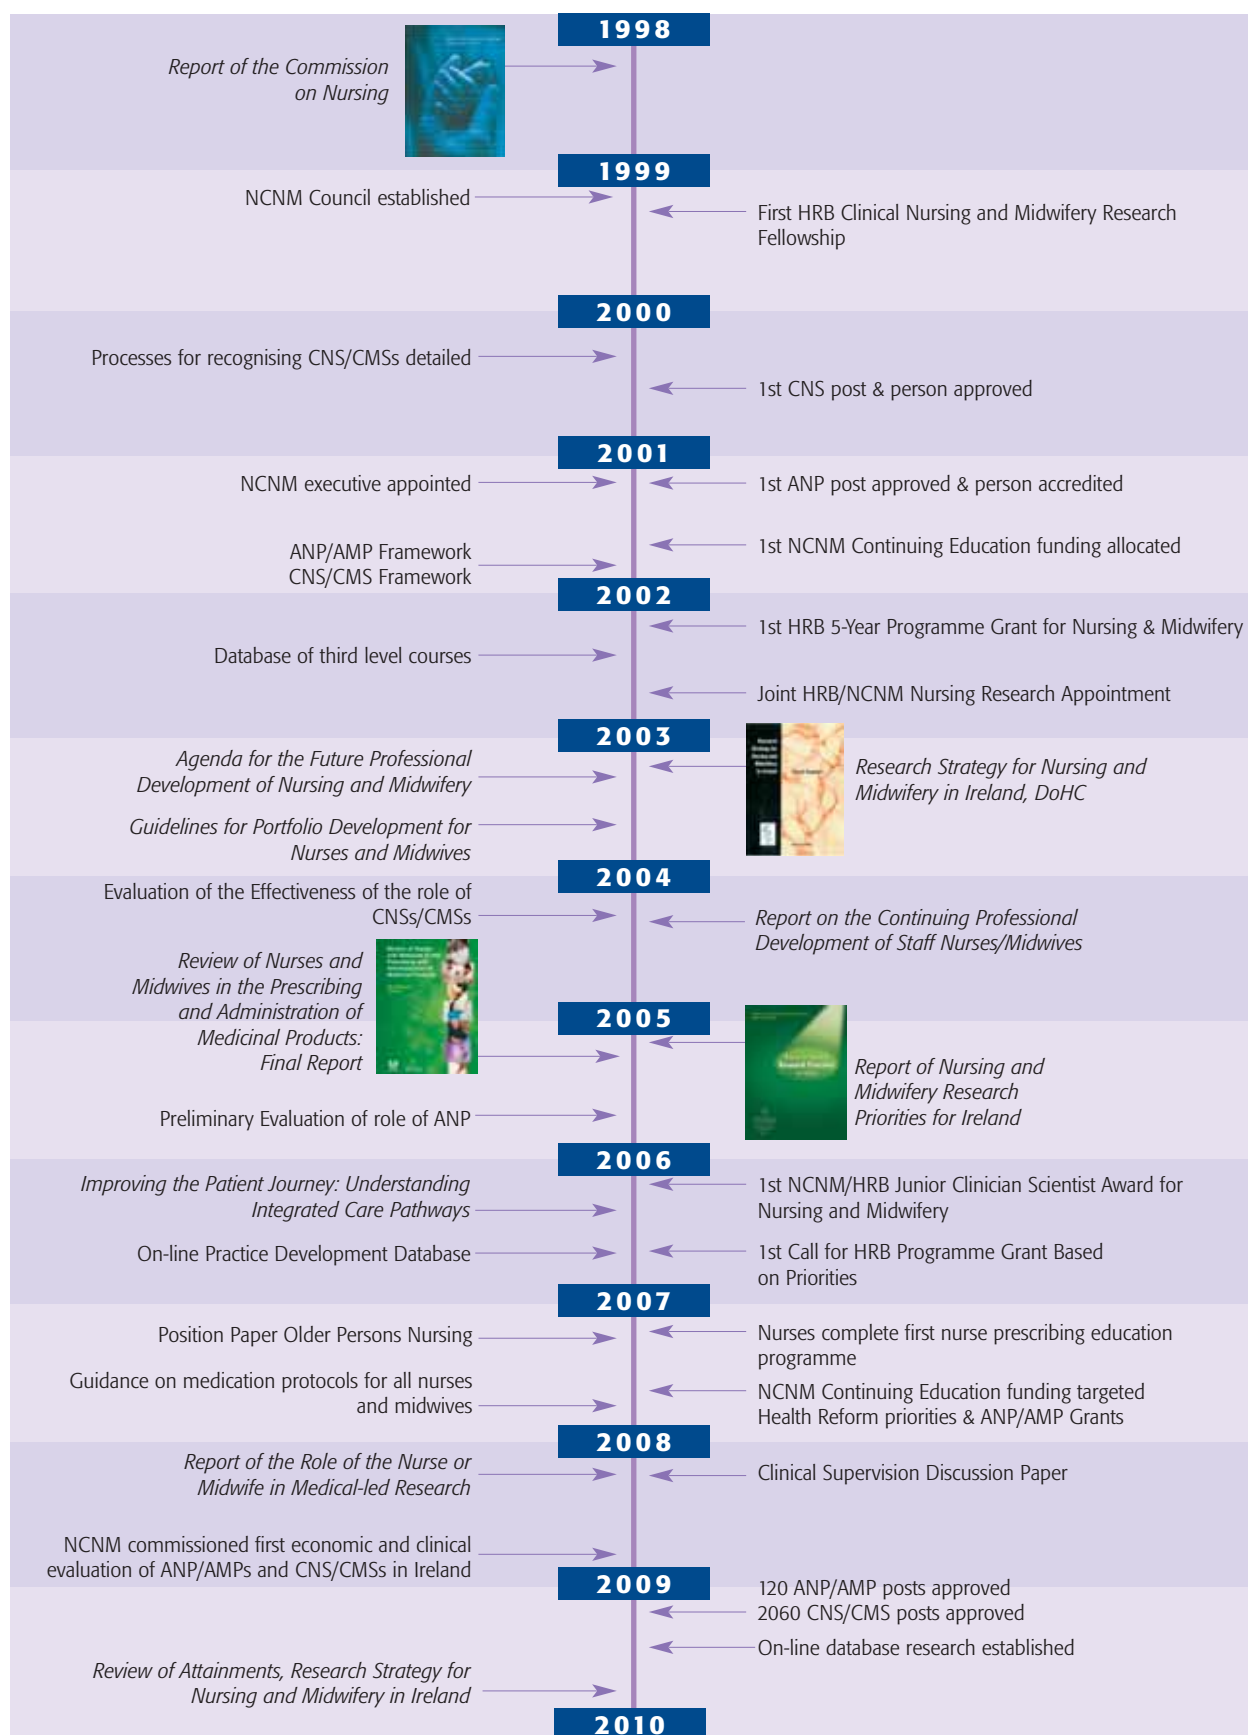 1998
Report of the Commission
on Nursing
1999
NCNM Council established
First HRB Clinical Nursing and Midwifery Research
Fellowship
2000
Processes for recognising CNS/CMSs detailed
1st CNS post & person approved
2001
NCNM executive appointed
1st ANP post approved & person accredited
1st NCNM Continuing Education funding allocated
ANP/AMP Framework
CNS/CMS Framework
2002
1st HRB 5-Year Programme Grant for Nursing & Midwifery
Database of third level courses
Joint HRB/NCNM Nursing Research Appointment
2003
Agenda for the Future Professional
Development of Nursing and Midwifery
Research Strategy for Nursing and
Midwifery in Ireland, DoHC
Guidelines for Portfolio Development for
Nurses and Midwives
2004
Evaluation of the Effectiveness of the role of
CNSs/CMSs
Report on the Continuing Professional
Development of Staff Nurses/Midwives
Review of Nurses and
Midwives in the Prescribing
and Administration of
Medicinal Products:
Final Report
2005
Report of Nursing and
Midwifery Research
Priorities for Ireland
Preliminary Evaluation of role of ANP
2006
Improving the Patient Journey: Understanding
Integrated Care Pathways
1st NCNM/HRB Junior Clinician Scientist Award for
Nursing and Midwifery
On-line Practice Development Database
1st Call for HRB Programme Grant Based
on Priorities
2007
Position Paper Older Persons Nursing
Nurses complete first nurse prescribing education
programme
Guidance on medication protocols for all nurses
and midwives
NCNM Continuing Education funding targeted
Health Reform priorities & ANP/AMP Grants
2008
Report of the Role of the Nurse or
Midwife in Medical-led Research
Clinical Supervision Discussion Paper
NCNM commissioned first economic and clinical
evaluation of ANP/AMPs and CNS/CMSs in Ireland
2009
120 ANP/AMP posts approved
2060 CNS/CMS posts approved
On-line database research established
Review of Attainments, Research Strategy for
Nursing and Midwifery in Ireland
2010